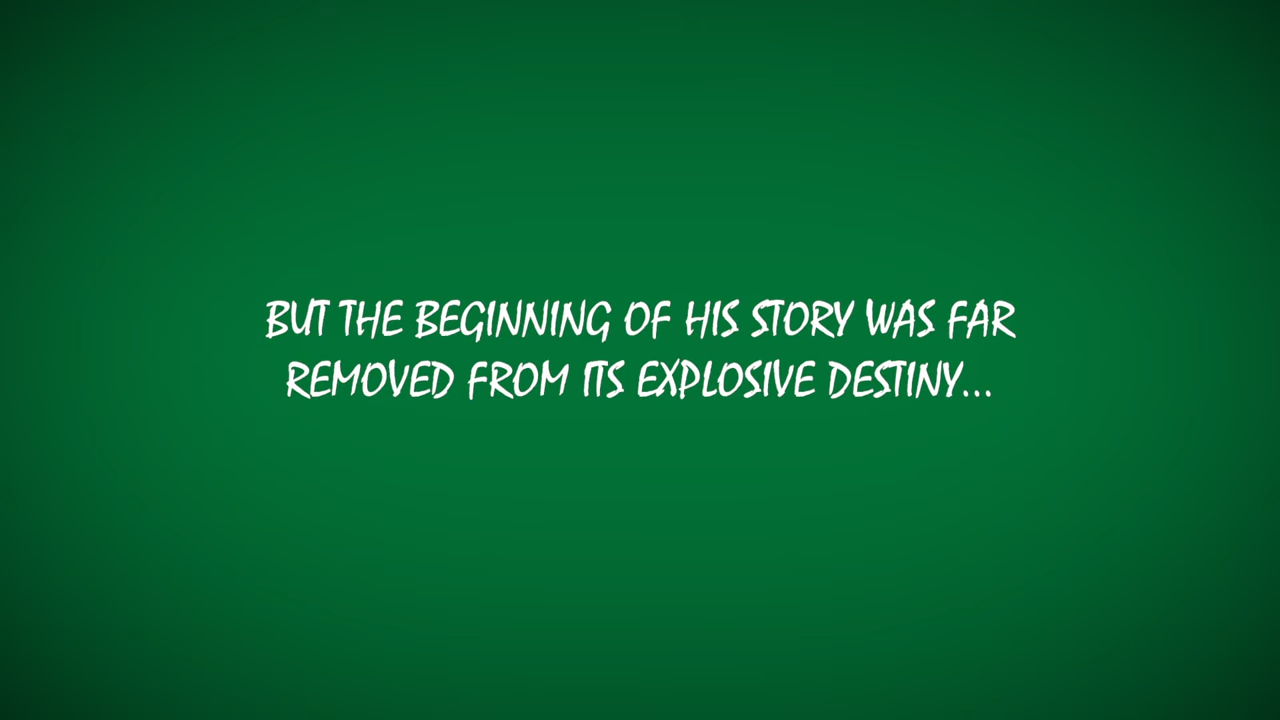 BUT THE BEGINNING OF HIS STORY WAS FAR
REMOVED FROM ITS EXPLOSIVE DESTINY...